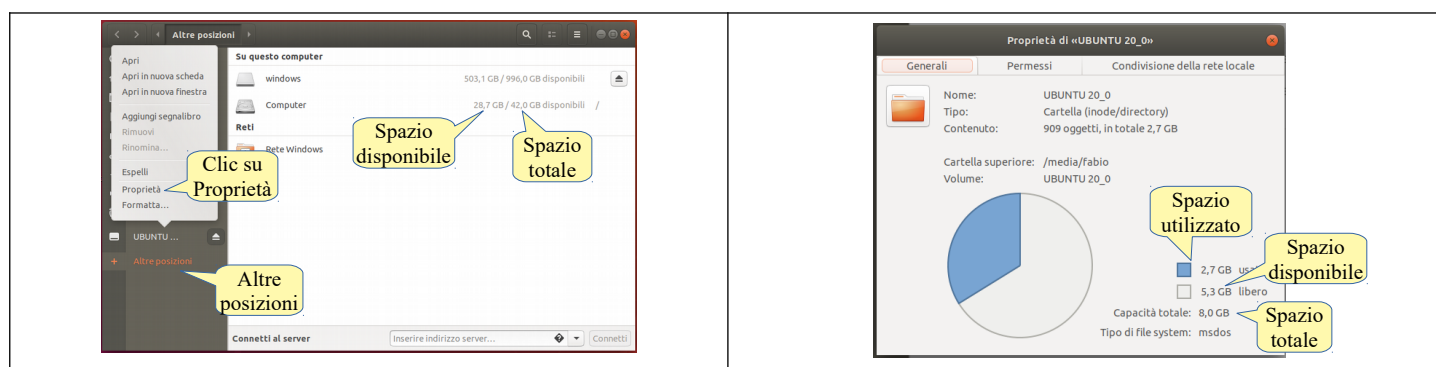 Altre posizioni
Apri
Apri in nuova scheda
Apri in nuova finestra
Aggiungi segnalibro
Rimuovi
Rinomina...
Espelli
Proprietà
Formatta...
Clic su
Proprietà
UBUNTU ...
+ Altre posizioni
Altre
posizioni
Su questo computer
windows 503,1 GB / 996,0 GB disponibili
Computer 28,7 GB / 42,0 GB disponibili /
Reti
Rete Windows
Spazio
disponibile
Spazio
totale
Connetti al server Inserire indirizzo server... Connetti
Proprietà di «UBUNTU 20_0»
Generali Permessi Condivisione della rete locale
Nome: UBUNTU 20_0
Tipo: Cartella (inode/directory)
Contenuto: 909 oggetti, in totale 2,7 GB
Cartella superiore: /media/fabio
Volume: UBUNTU 20_0
Spazio
utilizzato
Spazio
disponibile
2,7 GB
5,3 GB libero
Capacità totale: 8,0 GB
Tipo di file system: msdos
Spazio
totale